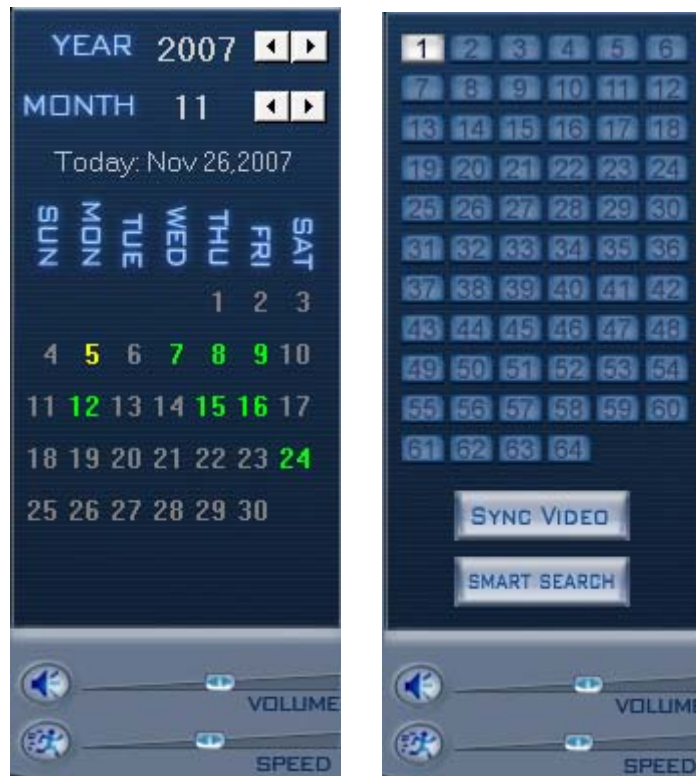 YEAR 2007
MONTH 11
Today: Nov 26,2007
SUN MON TUE WED THU FRI SAT
1 2 3
4 5 6 7 8 9 10
11 12 13 14 15 16 17
18 19 20 21 22 23 24
25 26 27 28 29 30
VOLUME
SPEED
1 2 3 4 5 6
7 8 9 10 11 12
13 14 15 16 17 18
19 20 21 22 23 24
25 26 27 28 29 30
31 32 33 34 35 36
37 38 39 40 41 42
43 44 45 46 47 48
49 50 51 52 53 54
55 56 57 58 59 60
61 62 63 64
SYNC VIDEO
SMART SEARCH
VOLUME
SPEED